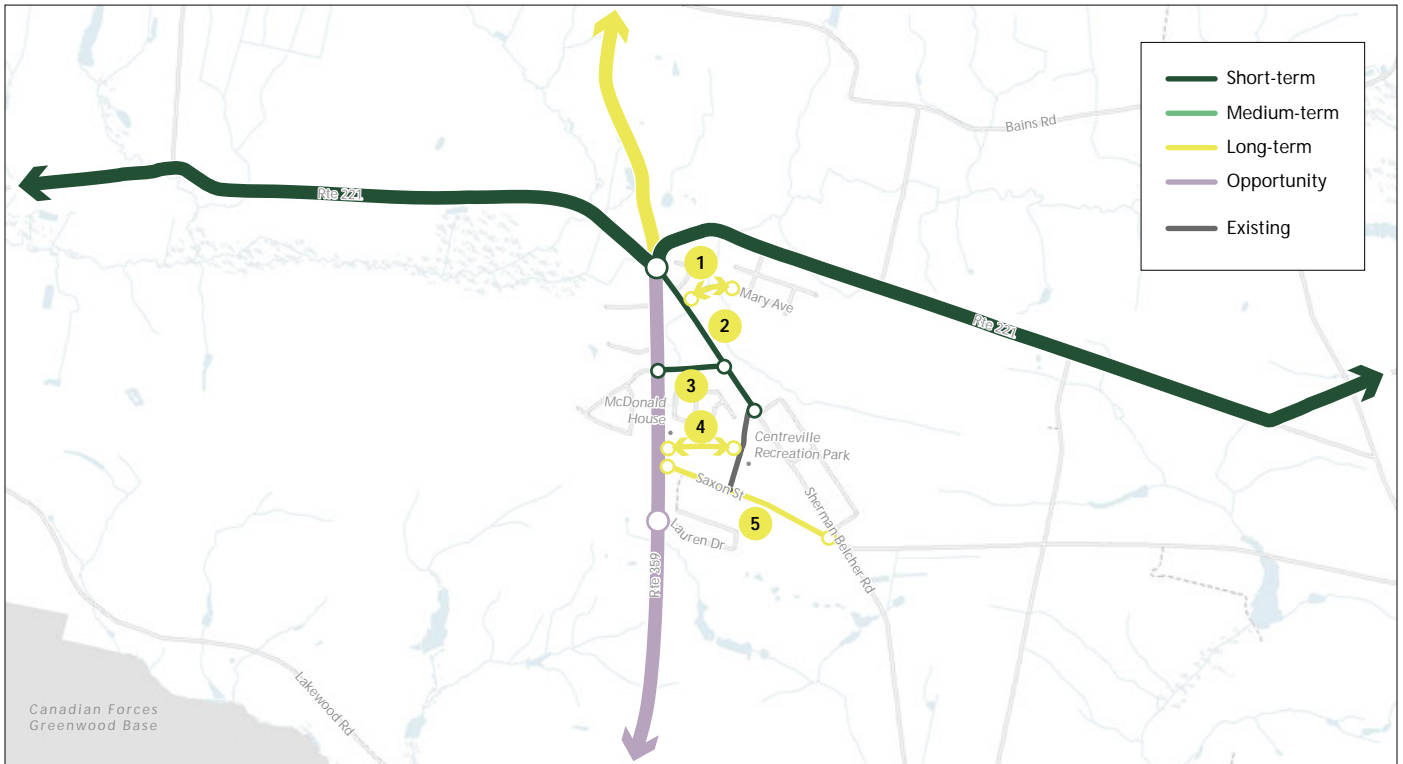 Short-term
Medium-term
Long-term
Opportunity
Existing
Bains Rd
Rte 221
1
Mary Ave
2
Rte 221
3
McDonald
House
4
Centreville
Recreation Park
Saxon St
5
Sherman Belcher Rd
Lauren Dr
Rte 359
Lakewood Rd
Canadian Forces
Greenwood Base